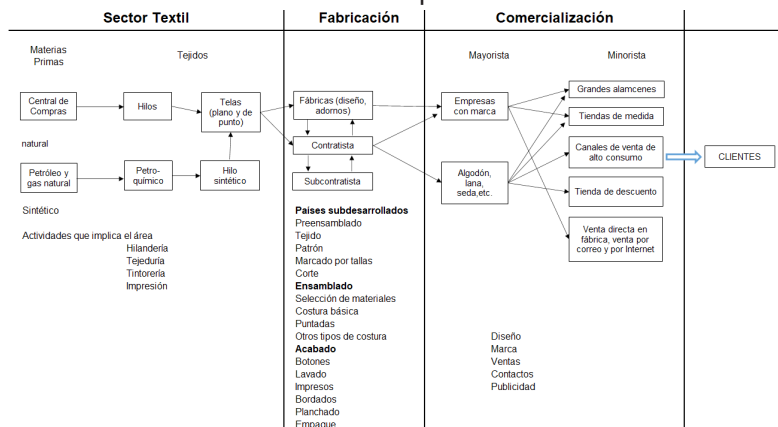 Sector Textil
Fabricación
Comercialización
Materias
Primas
Tejidos
Mayorista
Minorista
Central de
Compras
Hilos
Telas
(plano y de
punto)
natural
Petróleo y
gas natural
Petro-
químico
Hilo
sintético
Sintético
Actividades que implica el área
Hilandería
Tejeduría
Tintorería
Impresión
Fábricas (diseño,
adornos)
Contratista
Subcontratista
Paises subdesarrollados
Preensamblado
Tejido
Patrón
Marcado por tallas
Corte
Ensamblado
Selección de materiales
Costura básica
Puntadas
Otros tipos de costura
Acabado
Botones
Lavado
Impresos
Bordados
Planchado
Empaque
Empresas
con marca
Algodón,
lana,
seda,etc.
Grandes alamcenes
Tiendas de medida
Canales de venta de
alto consumo
Tienda de descuento
Venta directa en
fábrica, venta por
correo y por Internet
Diseño
Marca
Ventas
Contactos
Publicidad
CLIENTES